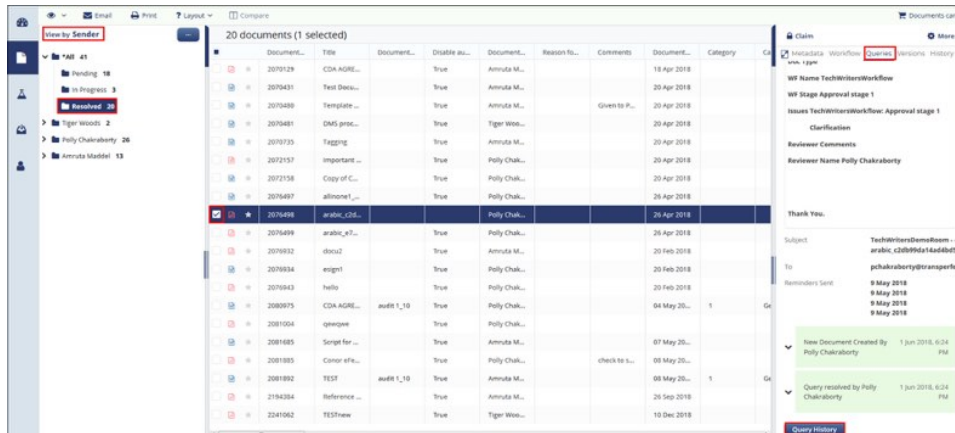 Email Print ? Layout Compare Documents car
View by Sender
*All 41
Pending 18
In Progress 3
Resolved 20
Tiger Woods 2
Polly Chakraborty 26
Amruta Maddel 13
20 documents (1 selected)
Document... Title Document... Disable au... Document... Reason fo... Comments Document... Category Ca
2070129 CDA AGRE... True Amruta M... 18 Apr 2018
2070431 Test Docu... True Amruta M... 20 Apr 2018
2070480 Template ... True Amruta M... Given to P... 20 Apr 2018
2070481 DMS proc... True Tiger Woo... 20 Apr 2018
2070735 Tagging True Amruta M... 20 Apr 2018
2072157 Important ... True Polly Chak... 20 Apr 2018
2072158 Copy of C... True Polly Chak... 20 Apr 2018
2076497 allinone1_... True Polly Chak... 26 Apr 2018
2076498 arabic_c2d... Polly Chak... 26 Apr 2018
2076499 arabic_e7... True Polly Chak... 26 Apr 2018
2076932 docu2 True Amruta M... 20 Feb 2018
2076934 esign1 True Polly Chak... 20 Feb 2018
2076943 hello True Polly Chak... 20 Feb 2018
2080975 CDA AGRE... audit 1_10 True Amruta M... 04 May 20... 1 Ge
2081004 qewqwe True Polly Chak...
2081685 Script for ... True Amruta M... 07 May 20...
2081885 Conor eFe... True Polly Chak... check to s... 08 May 20...
2081892 TEST audit 1_10 True Amruta M... 08 May 20... 1 Ge
2194304 Reference ... True Amruta M... 26 Sep 2018
2241062 TESTnew True Tiger Woo... 10 Dec 2018
Claim More
Metadata Workflow Queries Versions History
Doc Type
WF Name TechWritersWorkflow
WF Stage Approval stage 1
Issues TechWritersWorkflow: Approval stage 1
Clarification
Reviewer Comments
Reviewer Name Polly Chakraborty
Thank You.
Subject TechWritersDemoRoom -
arabic_c2db99da14ad4bd5
To pchakraborty@transperfe
Reminders Sent 9 May 2018
9 May 2018
9 May 2018
9 May 2018
New Document Created By 1 Jun 2018, 6:24
Polly Chakraborty PM
Query resolved by Polly 1 Jun 2018, 6:24
Chakraborty PM
Query History